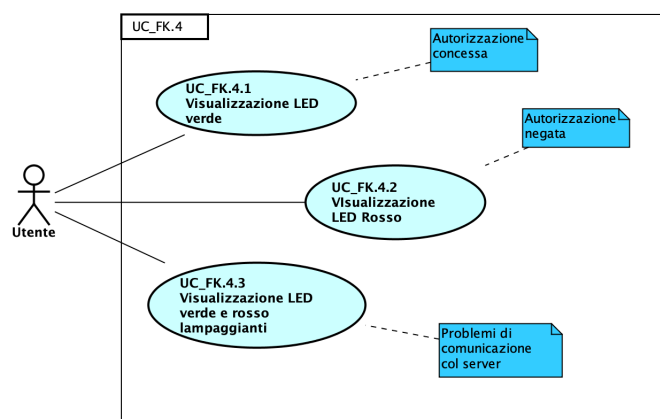 UC_FK.4
Autorizzazione
concessa
UC_FK.4.1
Visualizzazione LED
verde
Autorizzazione
negata
UC_FK.4.2
VIsualizzazione
LED Rosso
Utente
UC_FK.4.3
Visualizzazione LED
verde e rosso
lampaggianti
Problemi di
comunicazione
col server